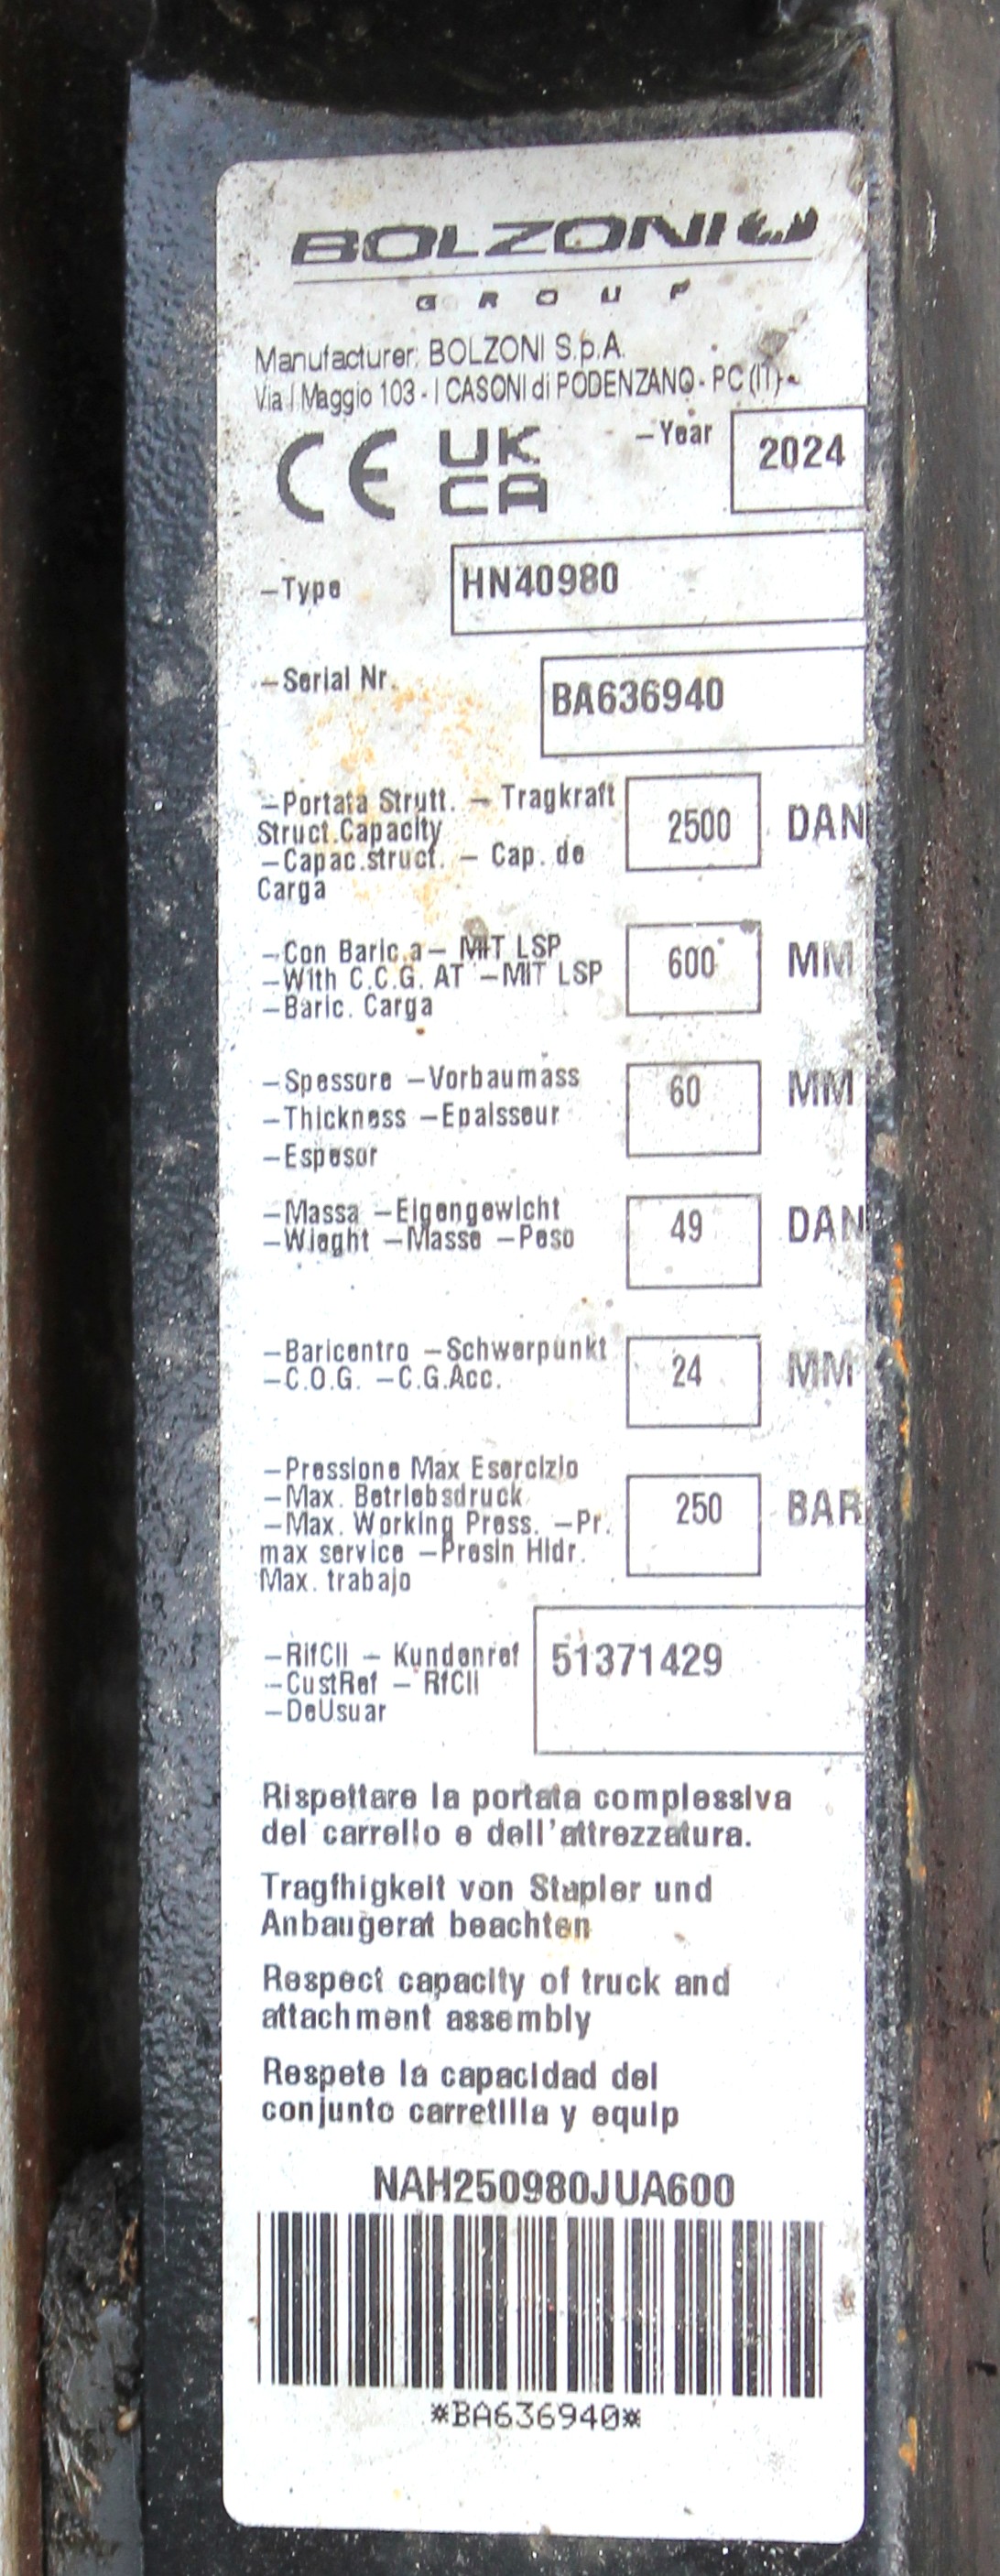 BOLZONI
GROUP
Manufacturer: BOLZONI S.p.A.
Via I Maggio 103 - I CASONI di PODENZANO - PC (IT)
CE UK CA
-Year 2024
-Type HN40980
-Serial Nr. BA636940
-Portata Strutt. - Tragkraft
Struct.Capacity
-Capac.struct. - Cap. de
Carga
2500 DAN
-Con Baric.a- MIT LSP
-With C.C.G. AT -MIT LSP
-Baric. Carga
600 MM
-Spessore -Vorbaumass
-Thickness -Epaisseur
-Espesor
60 MM
-Massa -Eigengewicht
-Wieght -Masse -Peso
49 DAN
-Baricentro -Schwerpunkt
-C.O.G. -C.G.Acc.
24 MM
-Pressione Max Esercizio
-Max. Betriebsdruck
-Max. Working Press. -Pr.
max service -Presin Hidr.
Max. trabajo
250 BAR
-RifCli - Kundenref
-CustRef - RfCli
-DeUsuar
51371429
Rispettare la portata complessiva
del carrello e dell'attrezzatura.
Tragfhigkeit von Stapler und
Anbaugerat beachten
Respect capacity of truck and
attachment assembly
Respete la capacidad del
conjunto carretilla y equip
NAH250980JUA600
*BA636940*